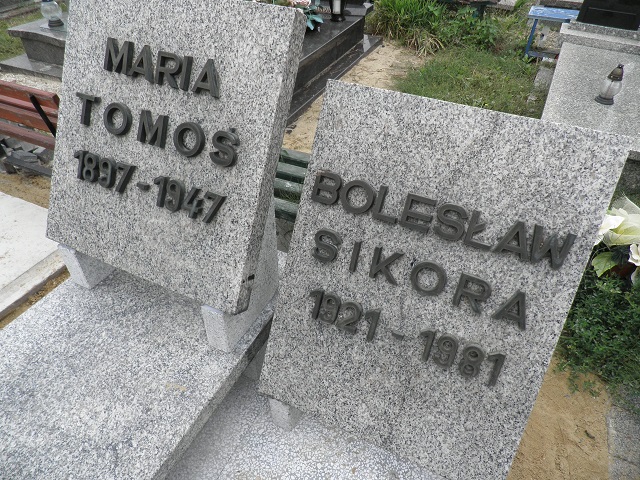 MARIA
TOMOŚ
1897-1947
BOLESŁAW
SIKORA
1921-1981